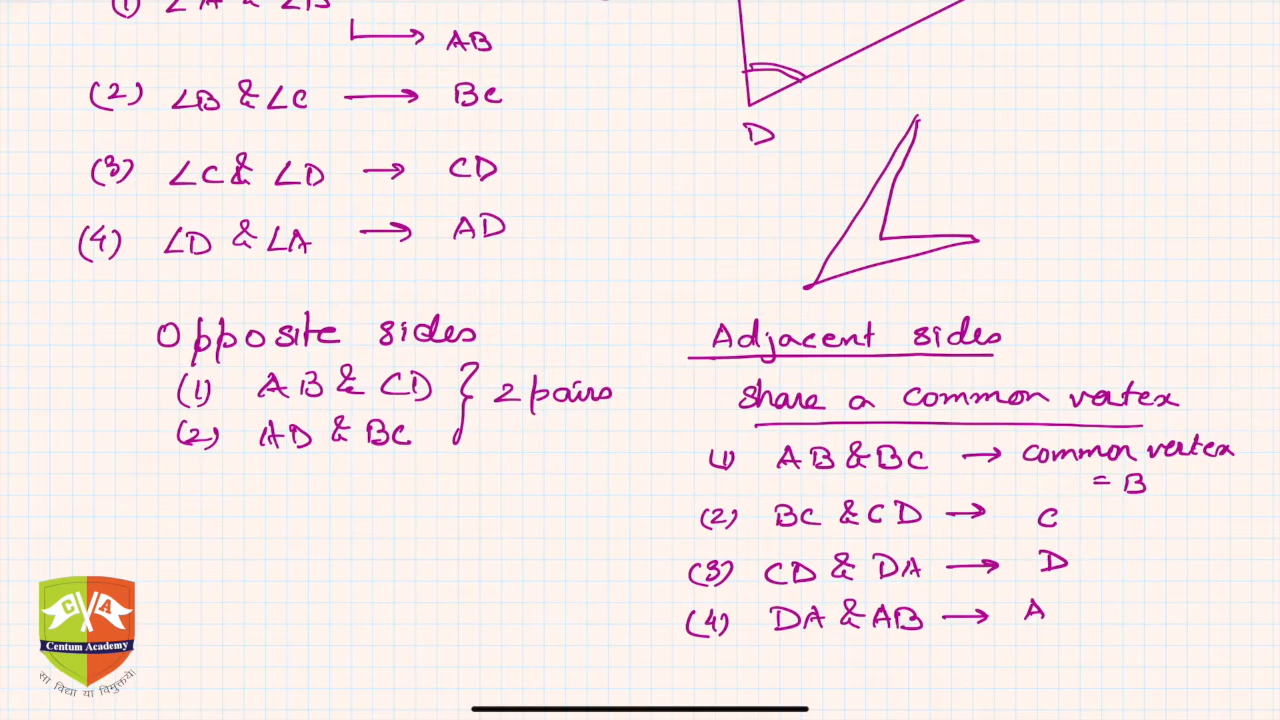 (1) ∠A & ∠B
→ AB
(2) ∠B & ∠C → BC
(3) ∠C & ∠D → CD
(4) ∠D & ∠A → AD
D
Opposite sides
(1) AB & CD } 2 pairs
(2) AD & BC
Adjacent sides
share a common vertex
(1) AB & BC → common vertex
= B
(2) BC & CD → C
(3) CD & DA → D
(4) DA & AB → A
C A
Centum Academy
सा विद्या या विमुक्तये।